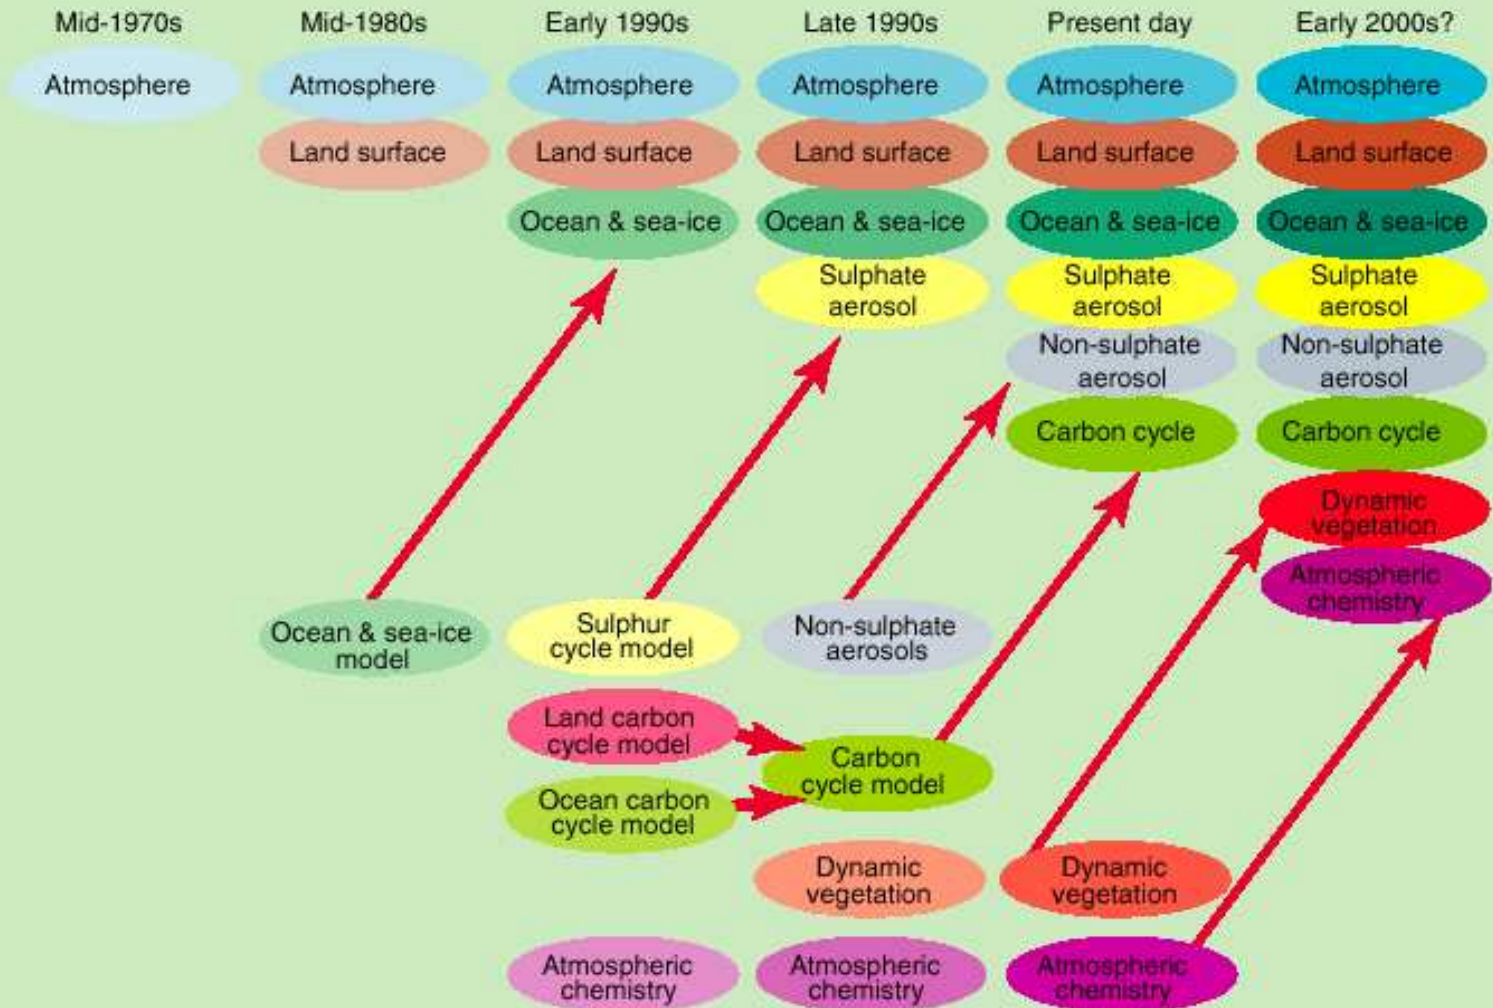 Mid-1970s Mid-1980s Early 1990s Late 1990s Present day Early 2000s?
Atmosphere Atmosphere Atmosphere Atmosphere Atmosphere Atmosphere
Land surface Land surface Land surface Land surface Land surface
Ocean & sea-ice Ocean & sea-ice Ocean & sea-ice Ocean & sea-ice
Sulphate Sulphate Sulphate
aerosol aerosol aerosol
Non-sulphate Non-sulphate
aerosol aerosol
Carbon cycle Carbon cycle
Dynamic
vegetation
Atmospheric
chemistry
Ocean & sea-ice
model
Sulphur
cycle model
Non-sulphate
aerosols
Land carbon
cycle model
Carbon
cycle model
Ocean carbon
cycle model
Dynamic
vegetation
Dynamic
vegetation
Atmospheric
chemistry
Atmospheric
chemistry
Atmospheric
chemistry